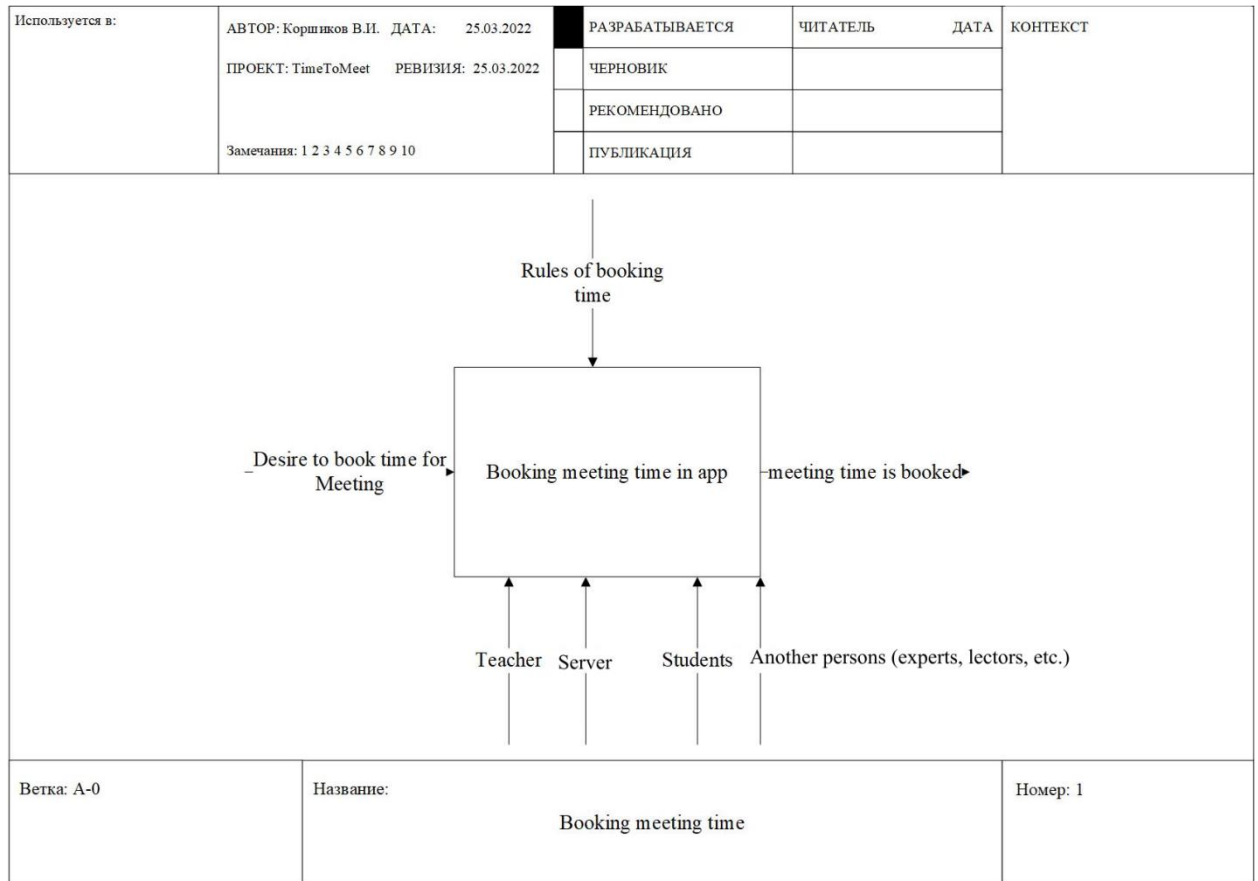 Используется в:
АВТОР: Коршиков В.И. ДАТА: 25.03.2022
ПРОЕКТ: TimeToMeet РЕВИЗИЯ: 25.03.2022
Замечания: 1 2 3 4 5 6 7 8 9 10
РАЗРАБАТЫВАЕТСЯ
ЧЕРНОВИК
РЕКОМЕНДОВАНО
ПУБЛИКАЦИЯ
ЧИТАТЕЛЬ ДАТА
КОНТЕКСТ
Rules of booking
time
Desire to book time for
Meeting
Booking meeting time in app
meeting time is booked
Teacher
Server
Students
Another persons (experts, lectors, etc.)
Ветка: А-0
Название:
Booking meeting time
Номер: 1